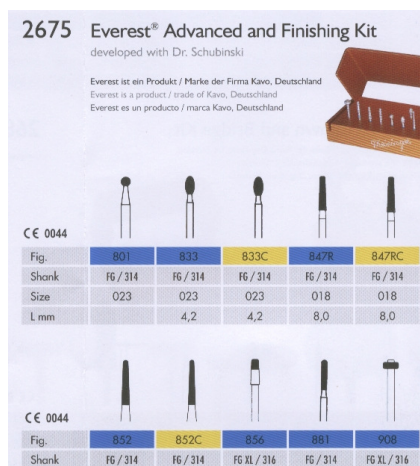 2675 Everest® Advanced and Finishing Kit
developed with Dr. Schubinski
Everest ist ein Produkt / Marke der Firma Kavo, Deutschland
Everest is a product / trade of Kavo, Deutschland
Everest es un producto / marca Kavo, Deutschland
CE 0044
Fig. 801 833 833C 847R 847RC
Shank FG / 314 FG / 314 FG / 314 FG / 314 FG / 314
Size 023 023 023 018 018
L mm 4,2 4,2 8,0 8,0
CE 0044
Fig. 852 852C 856 881 908
Shank FG / 314 FG / 314 FG XL / 316 FG / 314 FG XL / 316